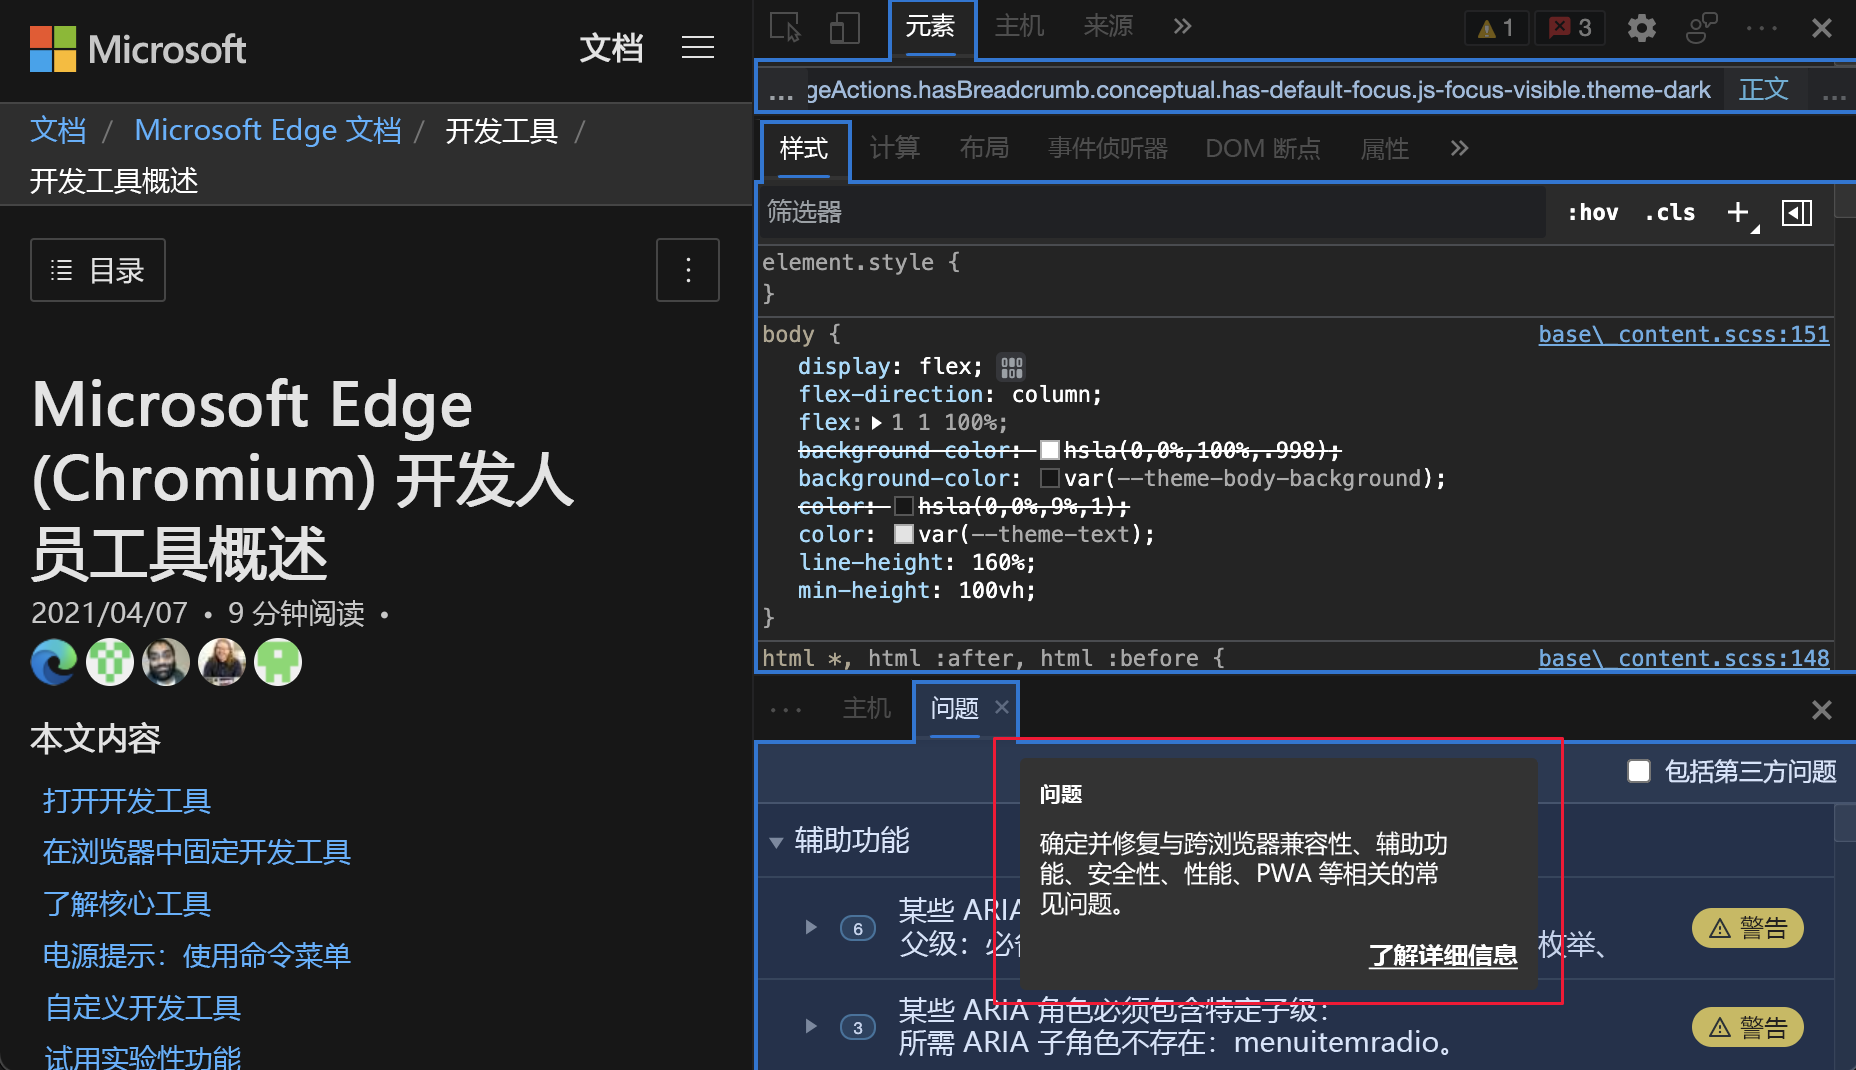 Microsoft
文档
文档 / Microsoft Edge 文档 / 开发工具 /
开发工具概述
目录
Microsoft Edge
(Chromium) 开发人
员工具概述
2021/04/07 • 9 分钟阅读 •
本文内容
打开开发工具
在浏览器中固定开发工具
了解核心工具
电源提示：使用命令菜单
自定义开发工具
试用实验性功能
元素 主机 来源 » 1 3
... geActions.hasBreadcrumb.conceptual.has-default-focus.js-focus-visible.theme-dark 正文 ...
样式 计算 布局 事件侦听器 DOM 断点 属性 »
筛选器 :hov .cls +
element.style {
}
body { base\_content.scss:151
display: flex;
flex-direction: column;
flex: 1 1 100%;
background-color: hsla(0,0%,100%,.998);
background-color: var(--theme-body-background);
color: hsla(0,0%,9%,1);
color: var(--theme-text);
line-height: 160%;
min-height: 100vh;
}
html *, html :after, html :before { base\_content.scss:148
... 主机 问题 ×
包括第三方问题
问题
确定并修复与跨浏览器兼容性、辅助功
能、安全性、性能、PWA 等相关的常
见问题。
了解详细信息
辅助功能
6 某些 ARIA 警告
父级：必 枚举、
3 某些 ARIA 角色必须包含特定子级： 警告
所需 ARIA 子角色不存在：menuitemradio。